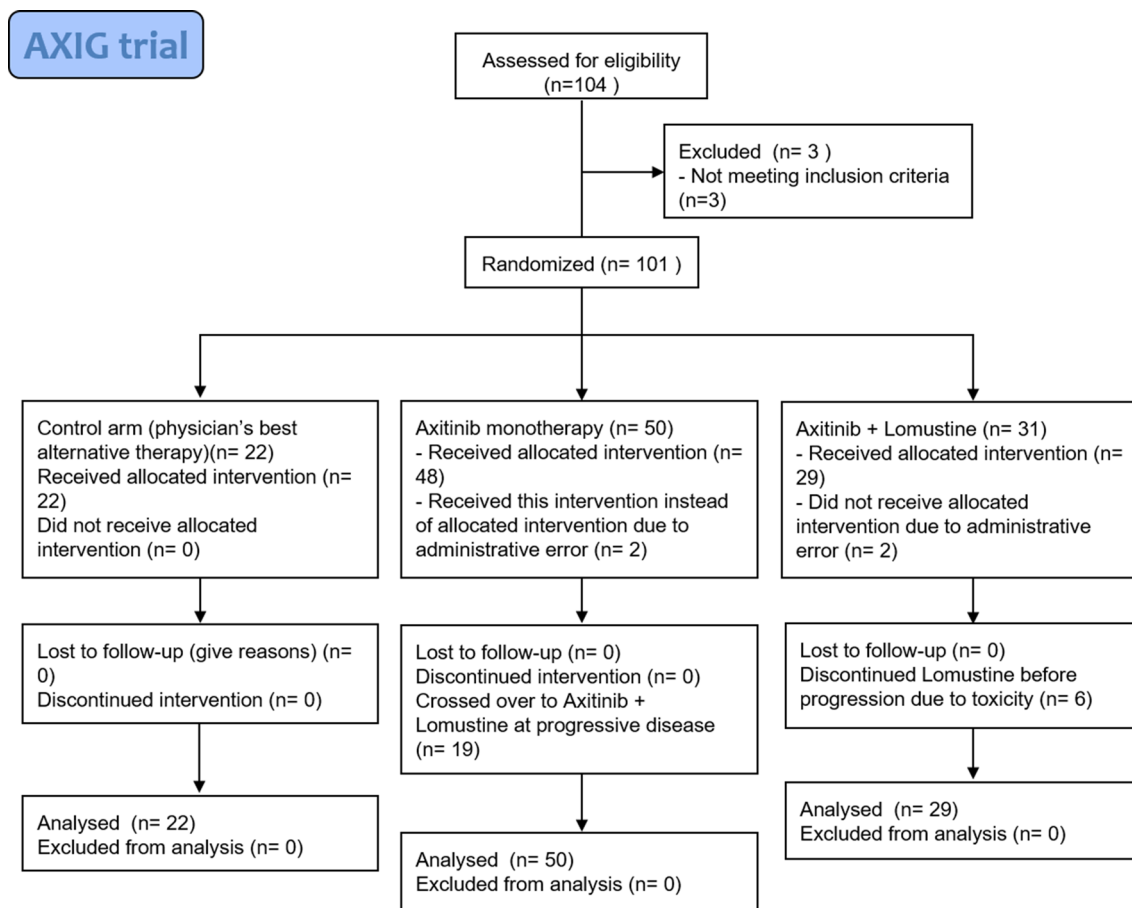 AXIG trial
Assessed for eligibility
(n=104 )
Excluded (n= 3 )
- Not meeting inclusion criteria
(n=3)
Randomized (n= 101 )
Control arm (physician's best
alternative therapy)(n= 22)
Received allocated intervention (n=
22)
Did not receive allocated
intervention (n= 0)
Axitinib monotherapy (n= 50)
- Received allocated intervention (n=
48)
- Received this intervention instead
of allocated intervention due to
administrative error (n= 2)
Axitinib + Lomustine (n= 31)
- Received allocated intervention (n=
29)
- Did not receive allocated
intervention due to administrative
error (n= 2)
Lost to follow-up (give reasons) (n=
0)
Discontinued intervention (n= 0)
Lost to follow-up (n= 0)
Discontinued intervention (n= 0)
Crossed over to Axitinib +
Lomustine at progressive disease
(n= 19)
Lost to follow-up (n= 0)
Discontinued Lomustine before
progression due to toxicity (n= 6)
Analysed (n= 22)
Excluded from analysis (n= 0)
Analysed (n= 50)
Excluded from analysis (n= 0)
Analysed (n= 29)
Excluded from analysis (n= 0)